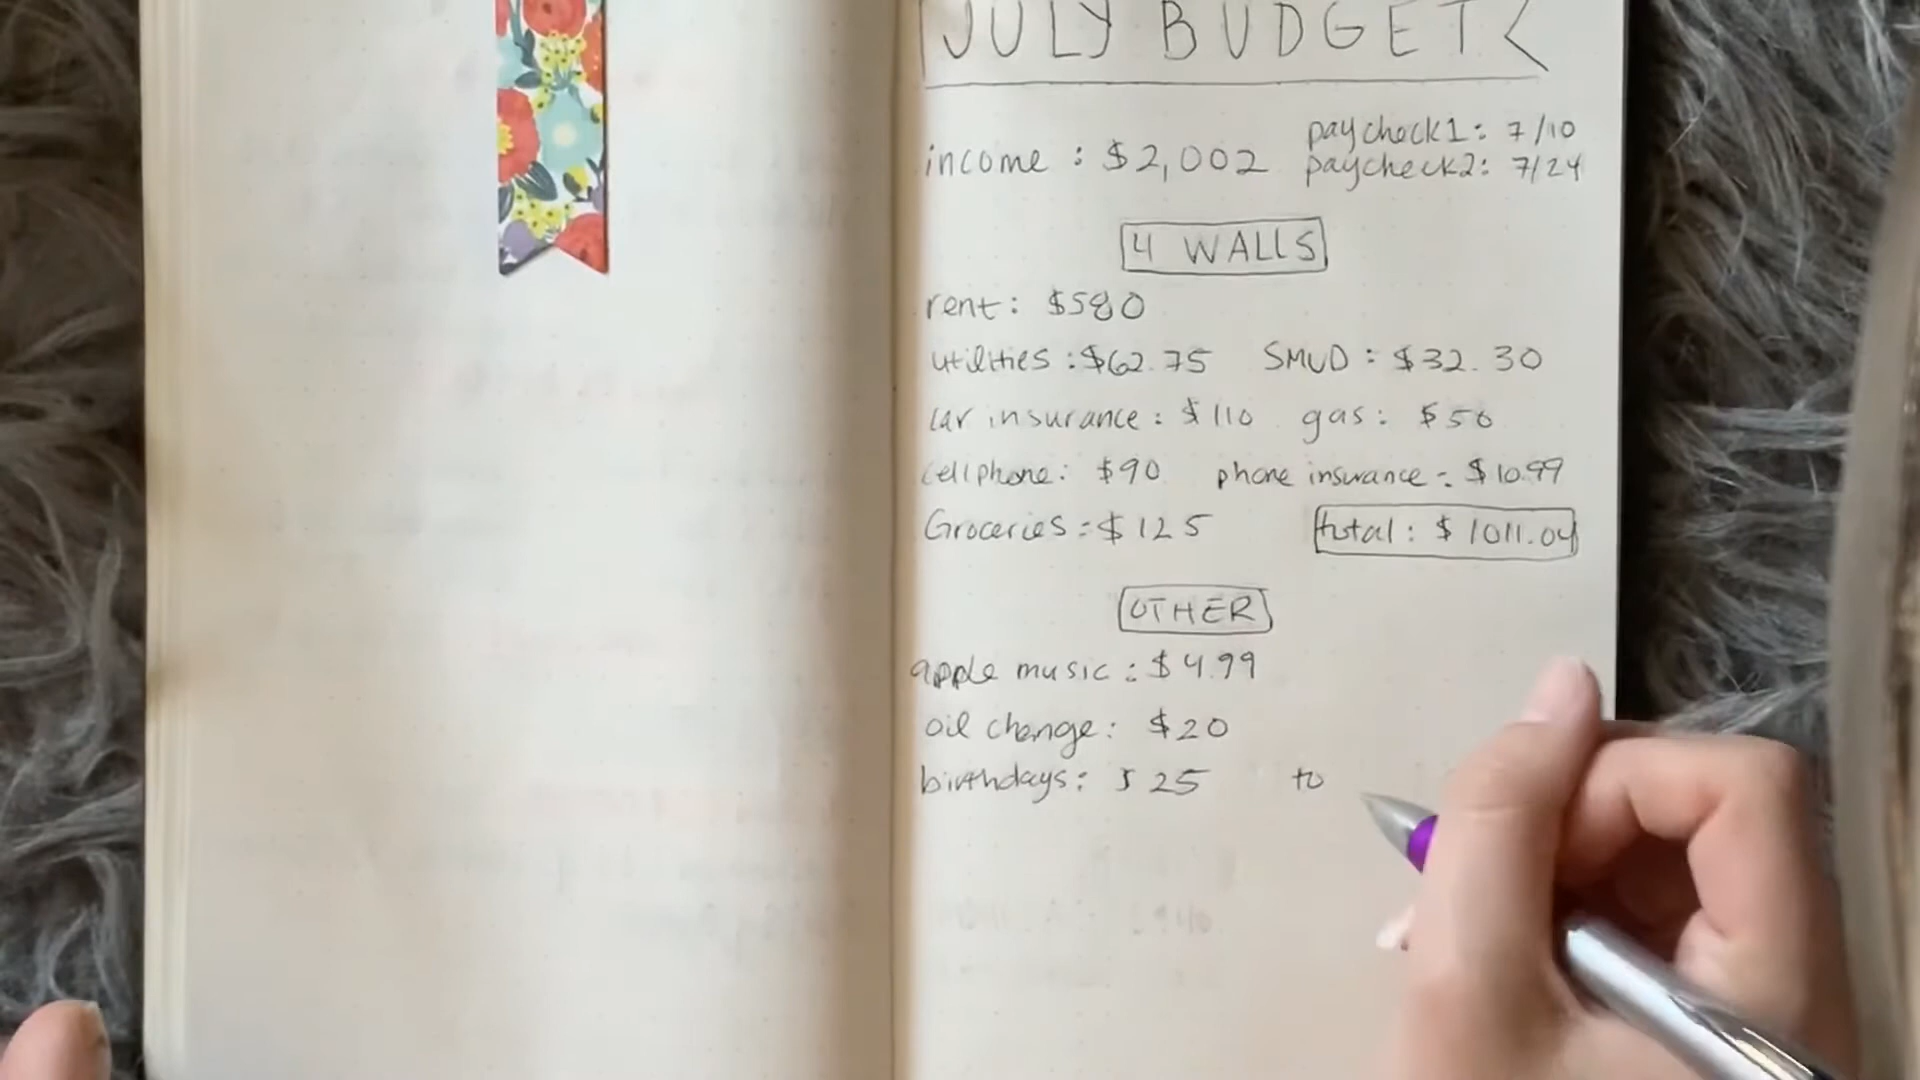 JULY BUDGET
income : $2,002
paycheck1: 7/10
paycheck2: 7/24
4 WALLS
rent: $580
utilities : $62.75 SMUD : $32.30
car insurance : $110 gas : $50
cellphone: $90 phone insurance: $10.99
Groceries : $125 total : $1011.04
OTHER
apple music : $4.99
oil change: $20
birthdays: $25 to